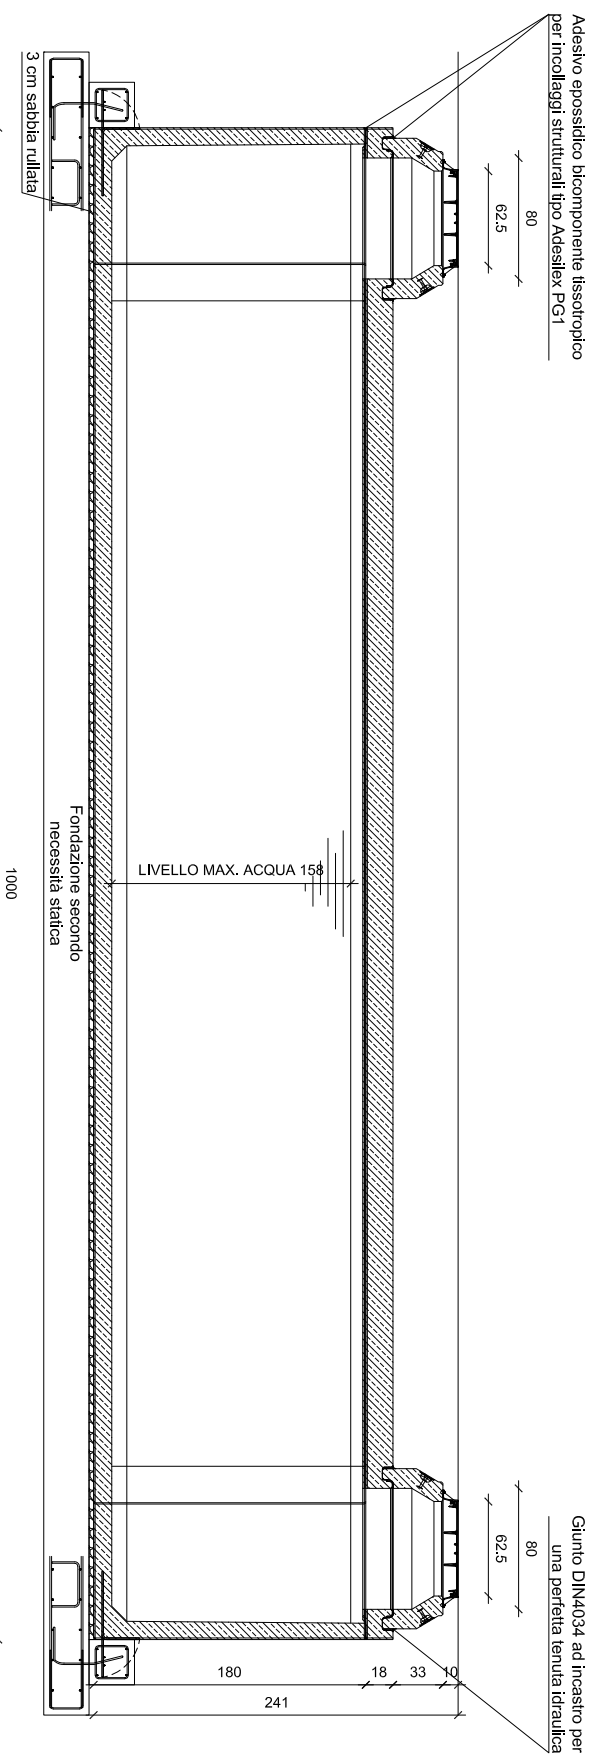 Adesivo epossidico bicomponente tissotropico
per incollaggi strutturali tipo Adesilex PG1
Giunto DIN4034 ad incastro per
una perfetta tenuta idraulica
80
62.5
80
62.5
LIVELLO MAX. ACQUA 158
180
18
33
10
241
3 cm sabbia rullata
Fondazione secondo
necessità statica
1000